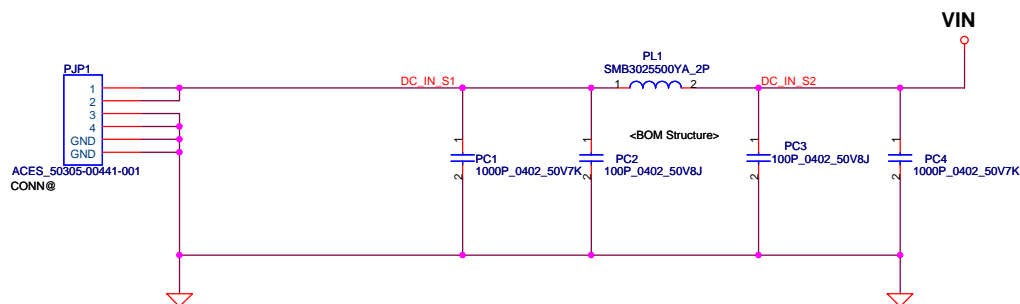 VIN
PJP1
1
2
3
4
GND
GND
ACES_50305-00441-001
CONN@
DC_IN_S1
PL1
SMB3025500YA_2P
1
2
DC_IN_S2
<BOM Structure>
1
2
PC1
1000P_0402_50V7K
1
2
PC2
100P_0402_50V8J
1
2
PC3
100P_0402_50V8J
1
2
PC4
1000P_0402_50V7K